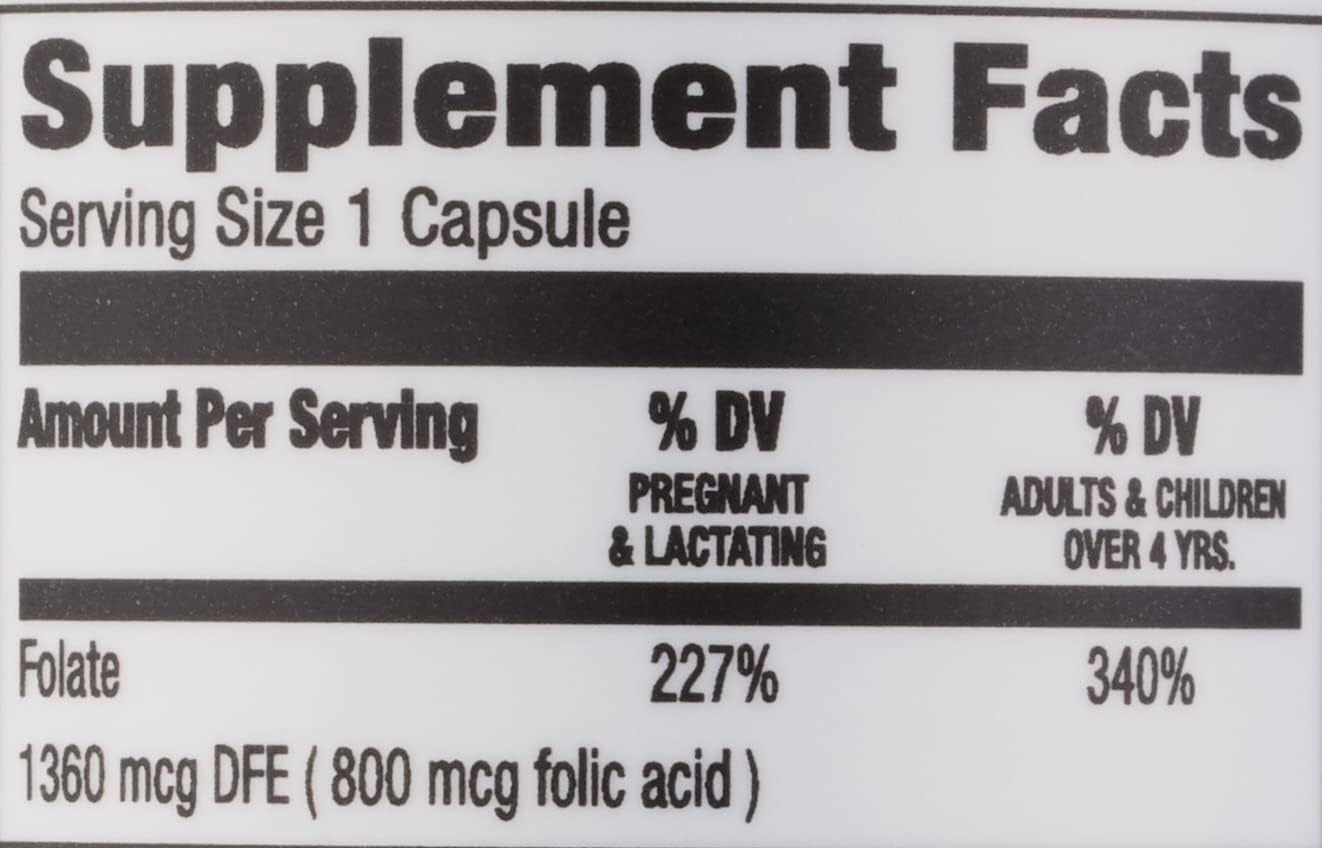 Supplement Facts
Serving Size 1 Capsule
Amount Per Serving % DV % DV
PREGNANT ADULTS & CHILDREN
& LACTATING OVER 4 YRS.
Folate 227% 340%
1360 mcg DFE ( 800 mcg folic acid )